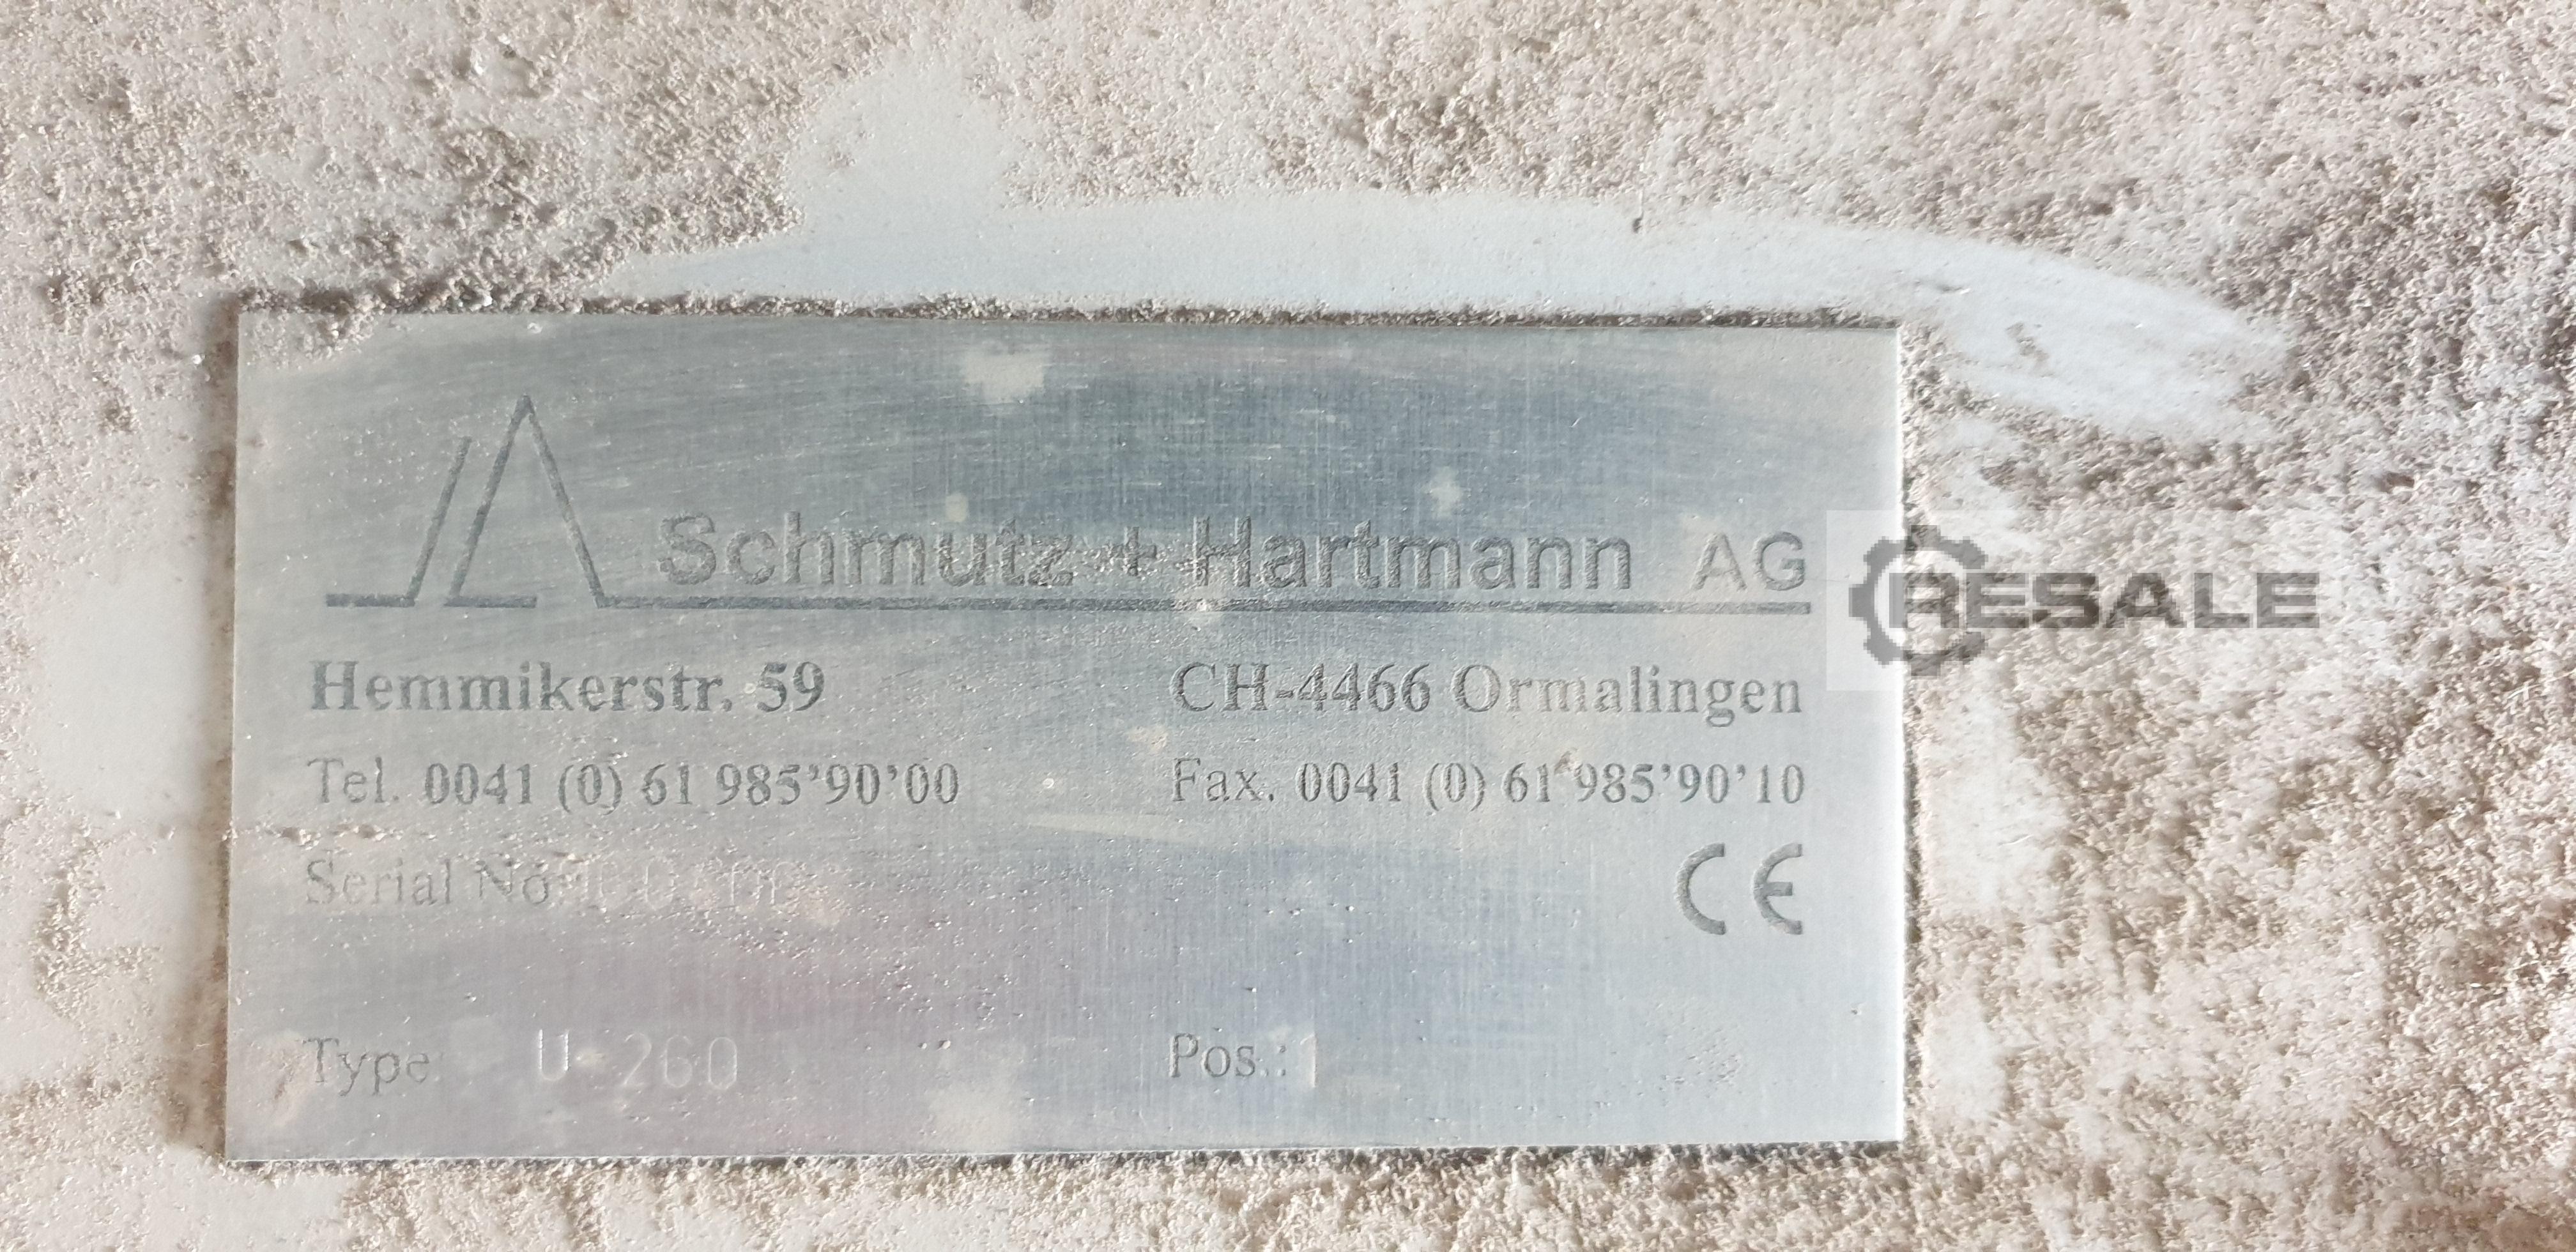 Schmutz + Hartmann AG
RESALE
Hemmikerstr. 59 CH-4466 Ormalingen
Tel. 0041 (0) 61 985'90'00 Fax. 0041 (0) 61 985'90'10
Serial No:
CE
Type: U-260 Pos.: